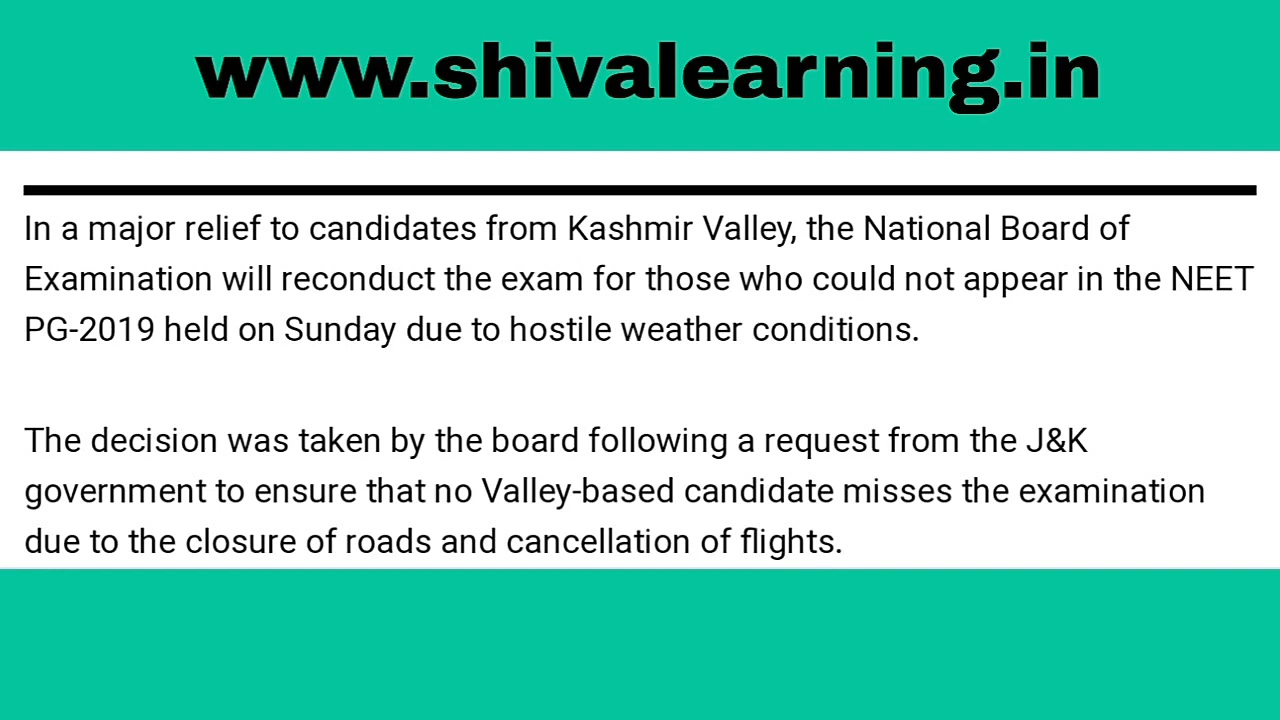 www.shivalearning.in
In a major relief to candidates from Kashmir Valley, the National Board of
Examination will reconduct the exam for those who could not appear in the NEET
PG-2019 held on Sunday due to hostile weather conditions.
The decision was taken by the board following a request from the J&K
government to ensure that no Valley-based candidate misses the examination
due to the closure of roads and cancellation of flights.